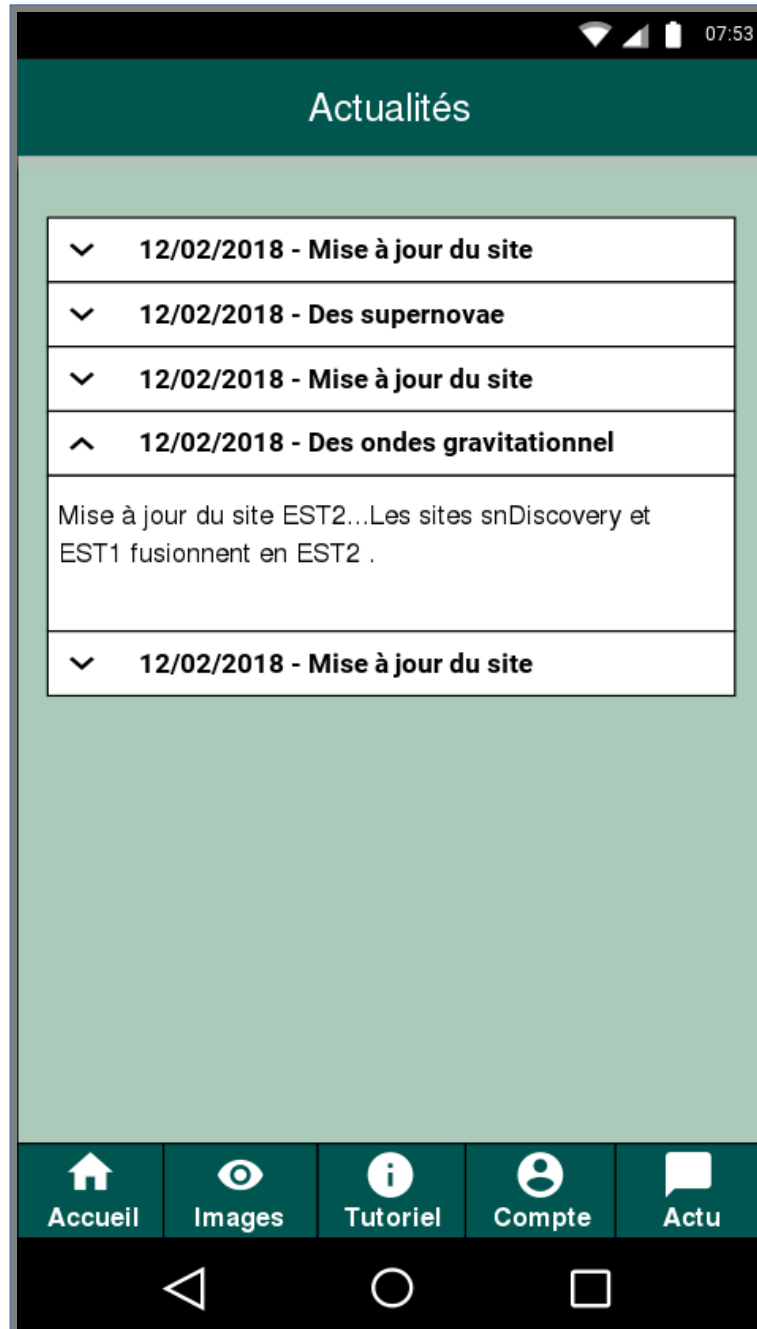 07:53
Actualités
12/02/2018 - Mise à jour du site
12/02/2018 - Des supernovae
12/02/2018 - Mise à jour du site
12/02/2018 - Des ondes gravitationnel
Mise à jour du site EST2...Les sites snDiscovery et
EST1 fusionnent en EST2 .
12/02/2018 - Mise à jour du site
Accueil Images Tutoriel Compte Actu